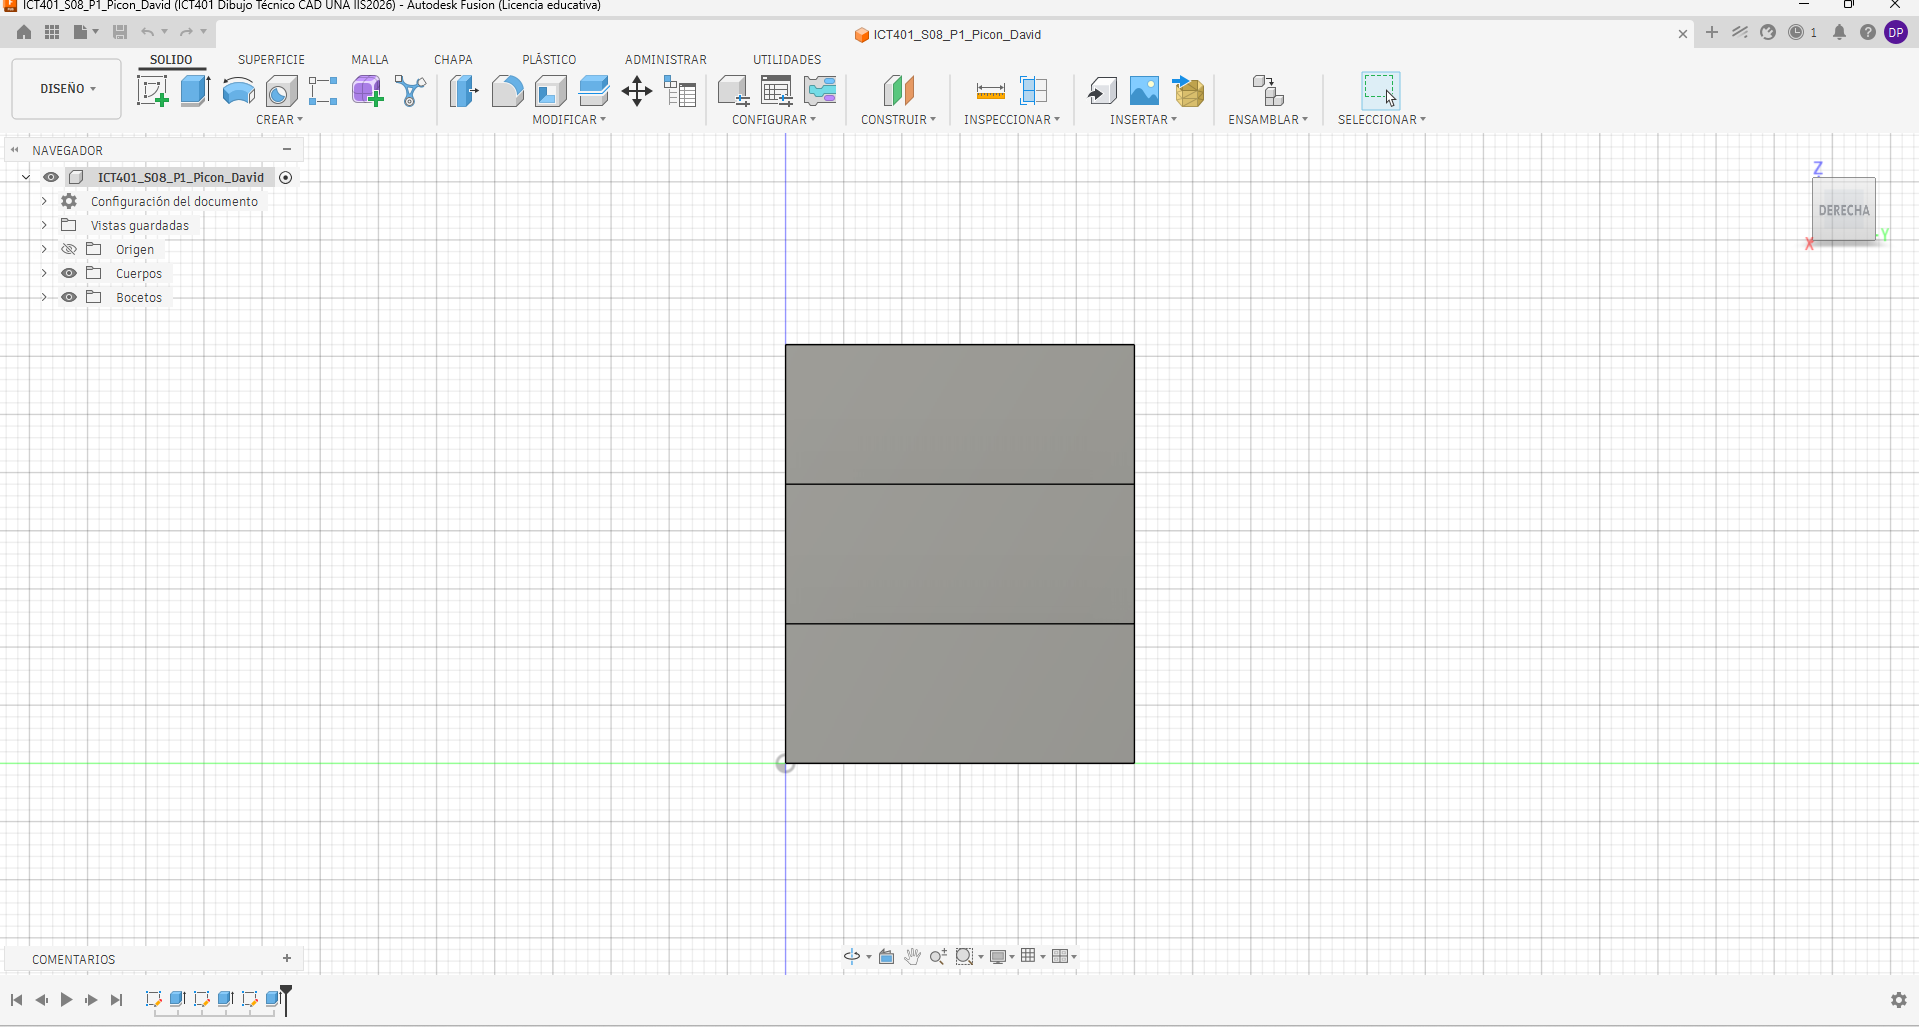 ICT401_S08_P1_Picon_David (ICT401 Dibujo Técnico CAD UNA IIS2026) - Autodesk Fusion (Licencia educativa)
ICT401_S08_P1_Picon_David
1
DP
DISEÑO
SOLIDO SUPERFICIE MALLA CHAPA PLÁSTICO ADMINISTRAR UTILIDADES
CREAR MODIFICAR CONFIGURAR CONSTRUIR INSPECCIONAR INSERTAR ENSAMBLAR SELECCIONAR
NAVEGADOR
ICT401_S08_P1_Picon_David
Configuración del documento
Vistas guardadas
Origen
Cuerpos
Bocetos
Z
DERECHA
X
Y
COMENTARIOS